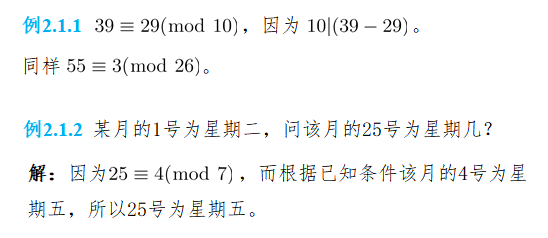 例2.1.1 39 ≡ 29(mod 10)，因为 10|(39 − 29)。
同样 55 ≡ 3(mod 26)。
例2.1.2 某月的1号为星期二，问该月的25号为星期几？
解：因为25 ≡ 4(mod 7)，而根据已知条件该月的4号为星
期五，所以25号为星期五。